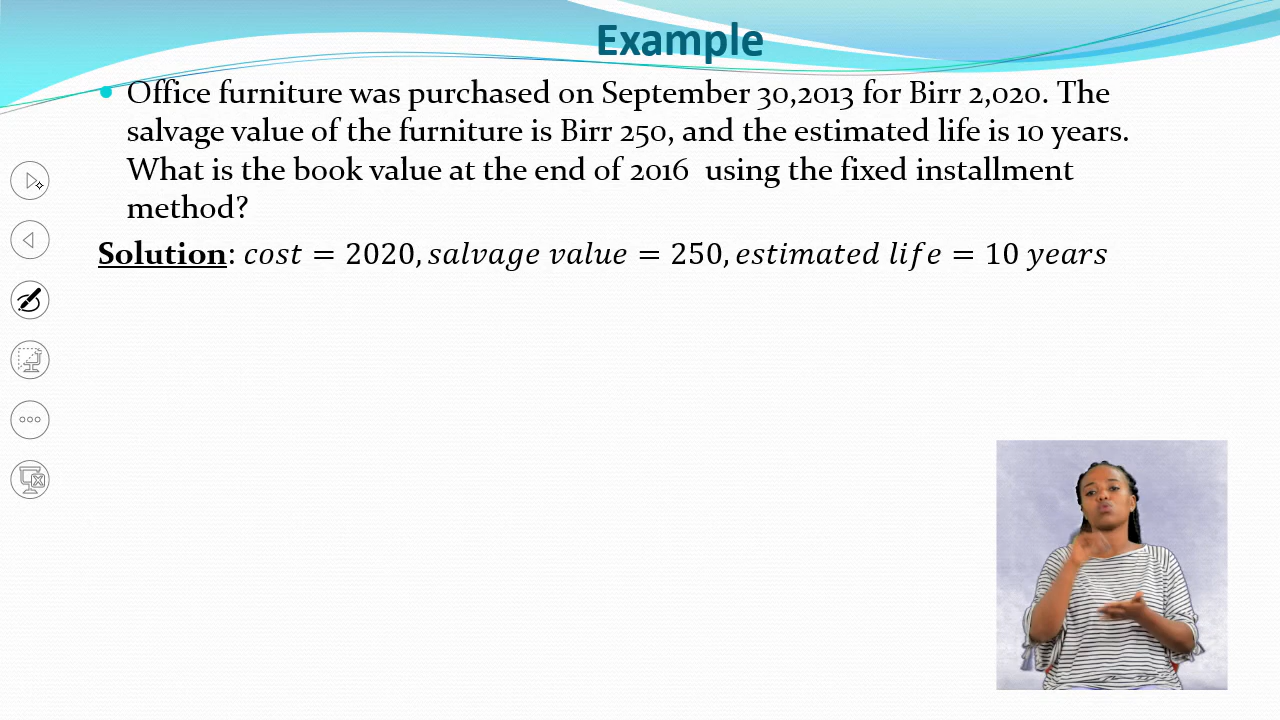 Example
• Office furniture was purchased on September 30,2013 for Birr 2,020. The
salvage value of the furniture is Birr 250, and the estimated life is 10 years.
What is the book value at the end of 2016 using the fixed installment
method?
Solution: cost = 2020, salvage value = 250, estimated life = 10 years